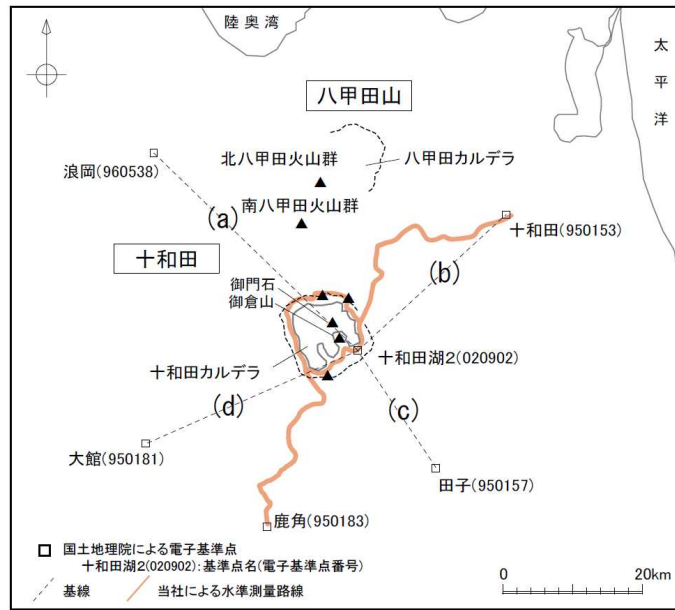 陸奥湾
太平洋
八甲田山
北八甲田火山群
八甲田カルデラ
浪岡(960538)
南八甲田火山群
(a)
十和田(950153)
十和田
(b)
御門石
御倉山
十和田湖2(020902)
十和田カルデラ
(d)
(c)
大館(950181)
田子(950157)
鹿角(950183)
国土地理院による電子基準点
十和田湖2(020902):基準点名(電子基準点番号)
基線
当社による水準測量路線
0
20km